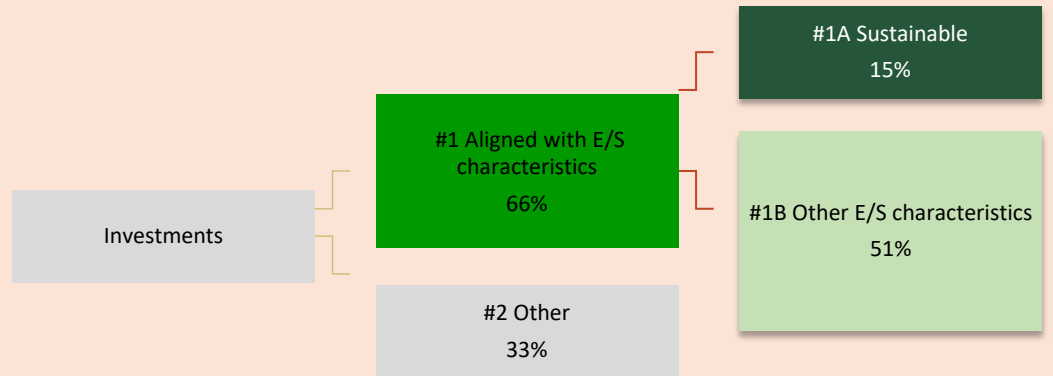 Investments
#1 Aligned with E/S
characteristics
66%
#2 Other
33%
#1A Sustainable
15%
#1B Other E/S characteristics
51%